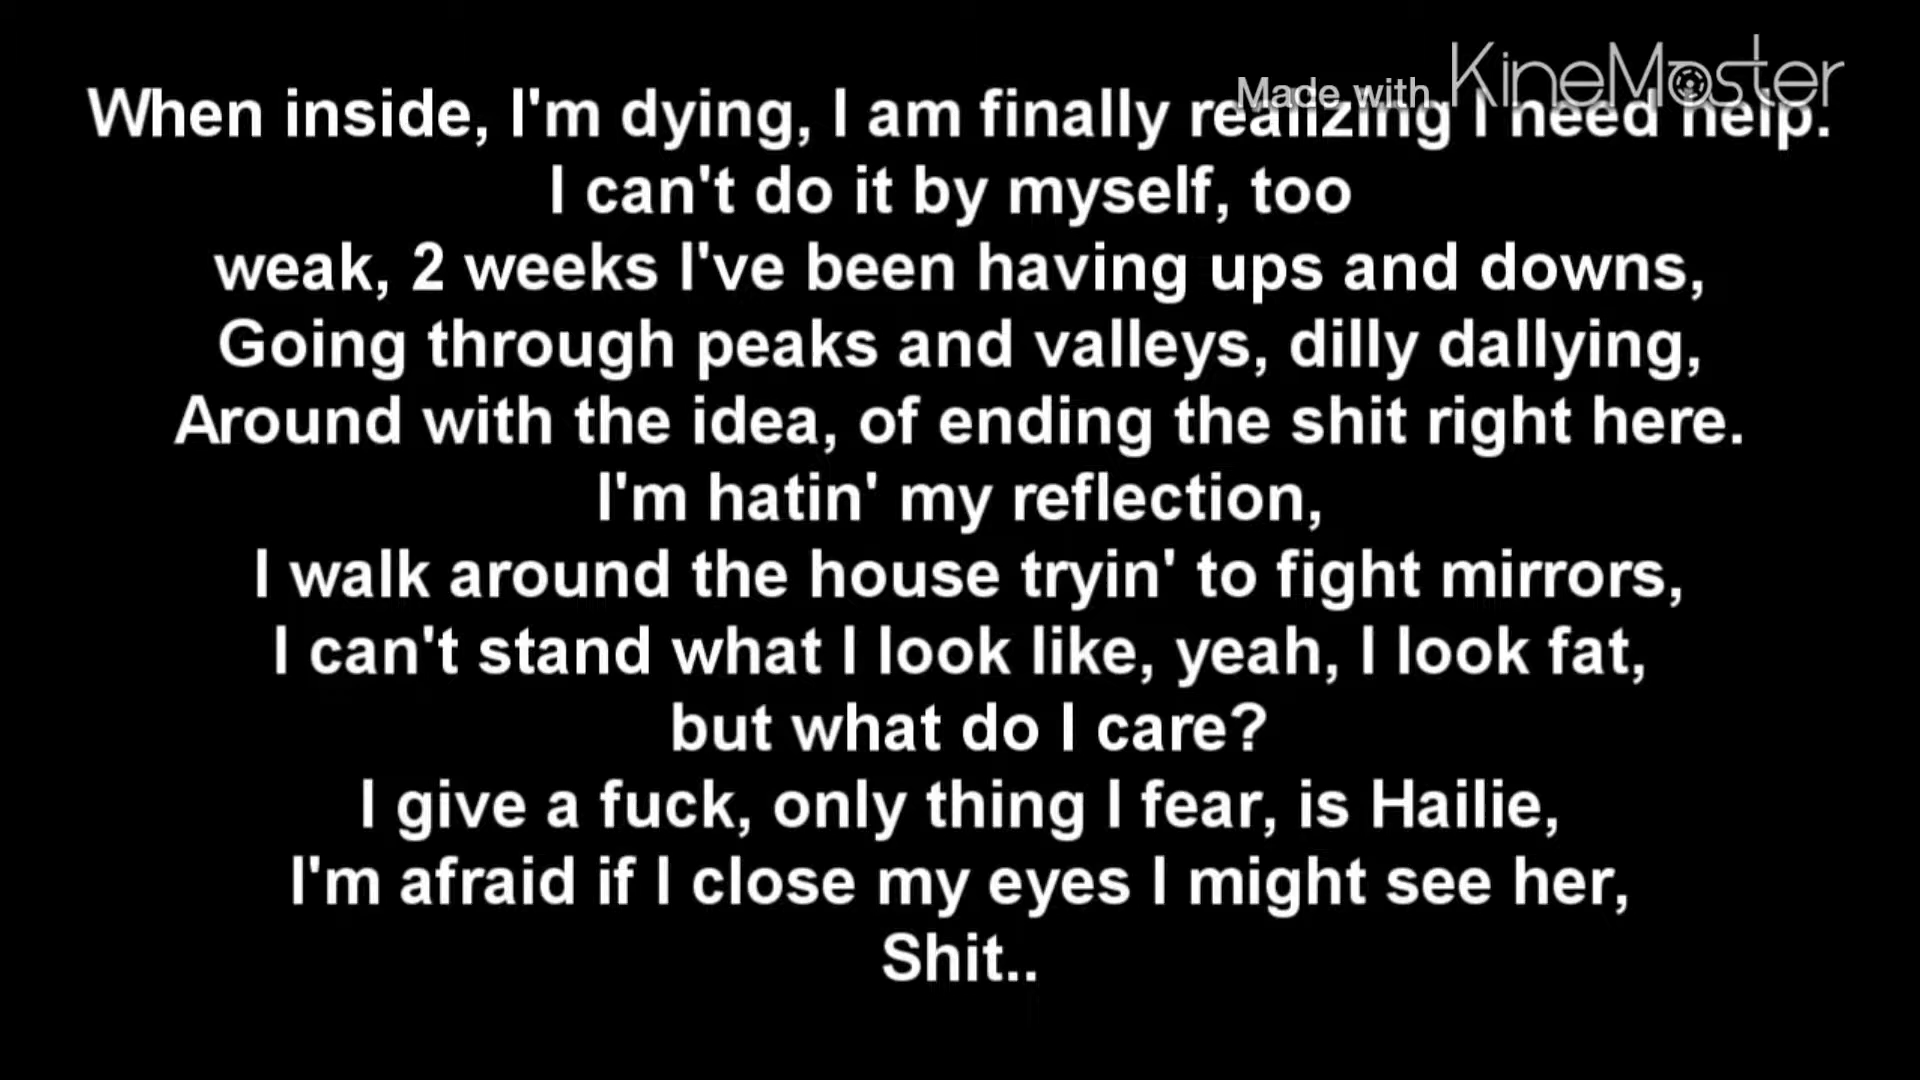 Made with KineMaster
When inside, I'm dying, I am finally realizing I need help.
I can't do it by myself, too
weak, 2 weeks I've been having ups and downs,
Going through peaks and valleys, dilly dallying,
Around with the idea, of ending the shit right here.
I'm hatin' my reflection,
I walk around the house tryin' to fight mirrors,
I can't stand what I look like, yeah, I look fat,
but what do I care?
I give a fuck, only thing I fear, is Hailie,
I'm afraid if I close my eyes I might see her,
Shit..